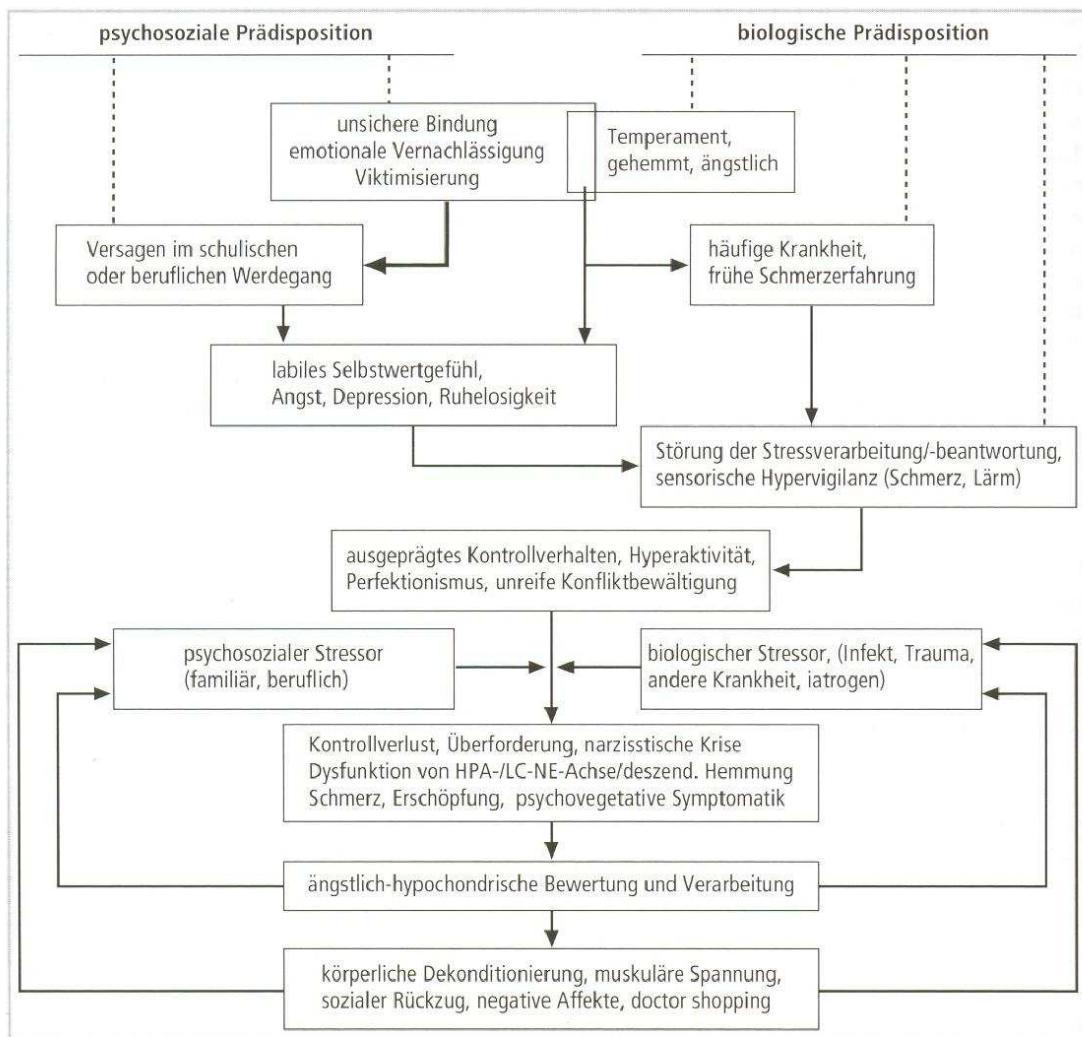 psychosoziale Prädisposition
biologische Prädisposition
unsichere Bindung
emotionale Vernachlässigung
Viktimisierung
Temperament,
gehemmt, ängstlich
Versagen im schulischen
oder beruflichen Werdegang
häufige Krankheit,
frühe Schmerzerfahrung
labiles Selbstwertgefühl,
Angst, Depression, Ruhelosigkeit
Störung der Stressverarbeitung/-beantwortung,
sensorische Hypervigilanz (Schmerz, Lärm)
ausgeprägtes Kontrollverhalten, Hyperaktivität,
Perfektionismus, unreife Konfliktbewältigung
psychosozialer Stressor
(familiär, beruflich)
biologischer Stressor, (Infekt, Trauma,
andere Krankheit, iatrogen)
Kontrollverlust, Überforderung, narzisstische Krise
Dysfunktion von HPA-/LC-NE-Achse/deszend. Hemmung
Schmerz, Erschöpfung, psychovegetative Symptomatik
ängstlich-hypochondrische Bewertung und Verarbeitung
körperliche Dekonditionierung, muskuläre Spannung,
sozialer Rückzug, negative Affekte, doctor shopping